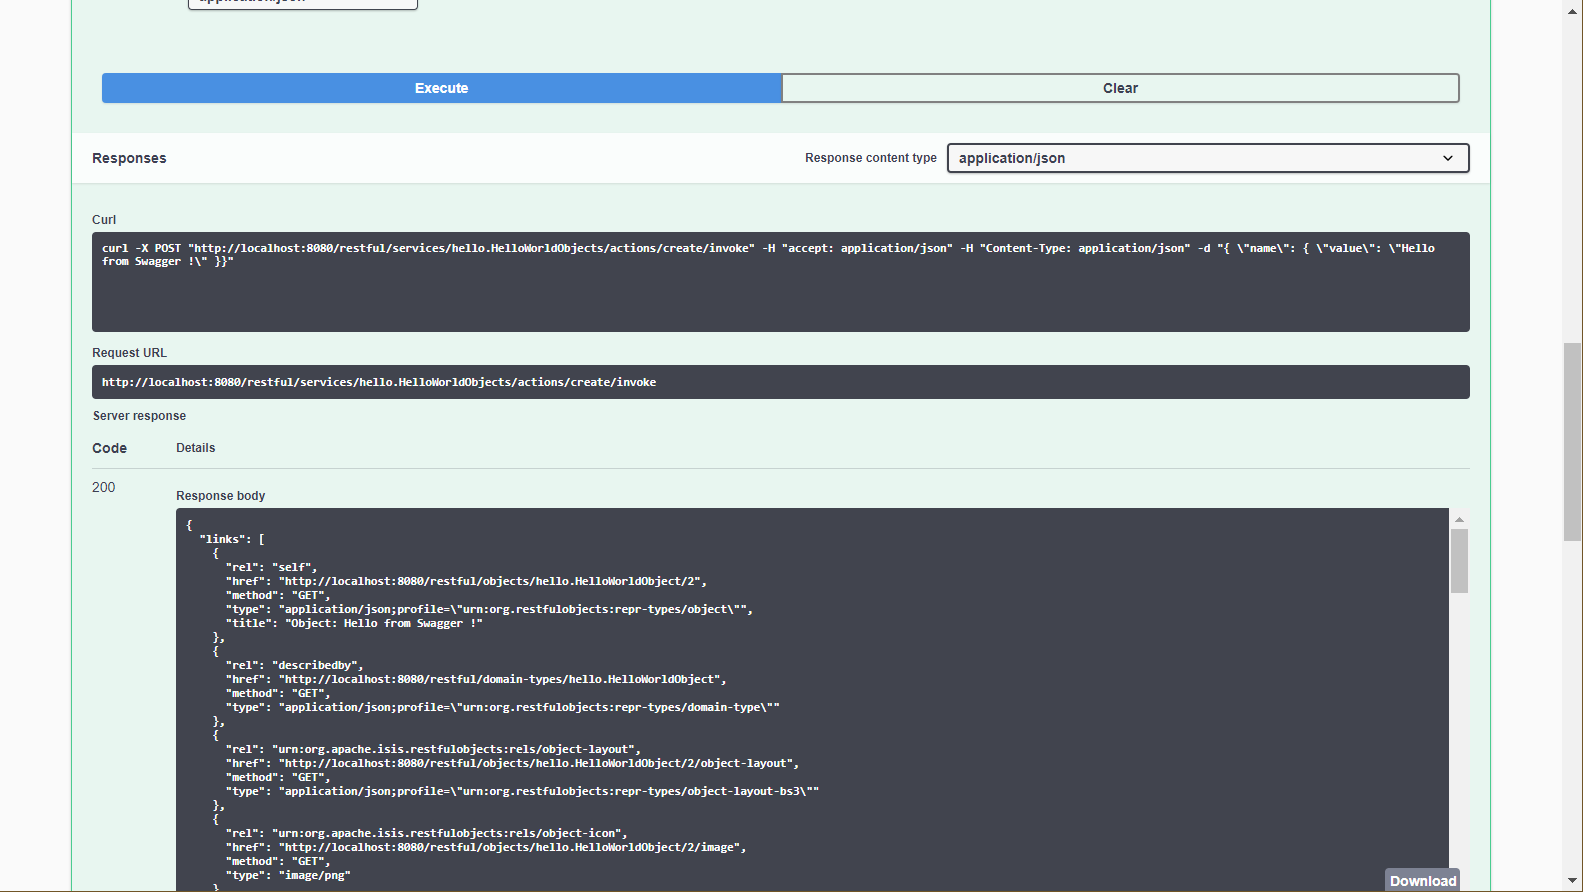 application/json
Execute
Clear
Responses
Response content type
application/json
Curl
curl -X POST "http://localhost:8080/restful/services/hello.HelloWorldObjects/actions/create/invoke" -H "accept: application/json" -H "Content-Type: application/json" -d "{ \"name\": { \"value\": \"Hello
from Swagger !\" }}"
Request URL
http://localhost:8080/restful/services/hello.HelloWorldObjects/actions/create/invoke
Server response
Code
Details
200
Response body
{
  "links": [
    {
      "rel": "self",
      "href": "http://localhost:8080/restful/objects/hello.HelloWorldObject/2",
      "method": "GET",
      "type": "application/json;profile=\"urn:org.restfulobjects:repr-types/object\"",
      "title": "Object: Hello from Swagger !"
    },
    {
      "rel": "describedby",
      "href": "http://localhost:8080/restful/domain-types/hello.HelloWorldObject",
      "method": "GET",
      "type": "application/json;profile=\"urn:org.restfulobjects:repr-types/domain-type\""
    },
    {
      "rel": "urn:org.apache.isis.restfulobjects:rels/object-layout",
      "href": "http://localhost:8080/restful/objects/hello.HelloWorldObject/2/object-layout",
      "method": "GET",
      "type": "application/json;profile=\"urn:org.restfulobjects:repr-types/object-layout-bs3\""
    },
    {
      "rel": "urn:org.apache.isis.restfulobjects:rels/object-icon",
      "href": "http://localhost:8080/restful/objects/hello.HelloWorldObject/2/image",
      "method": "GET",
      "type": "image/png"
    }
Download